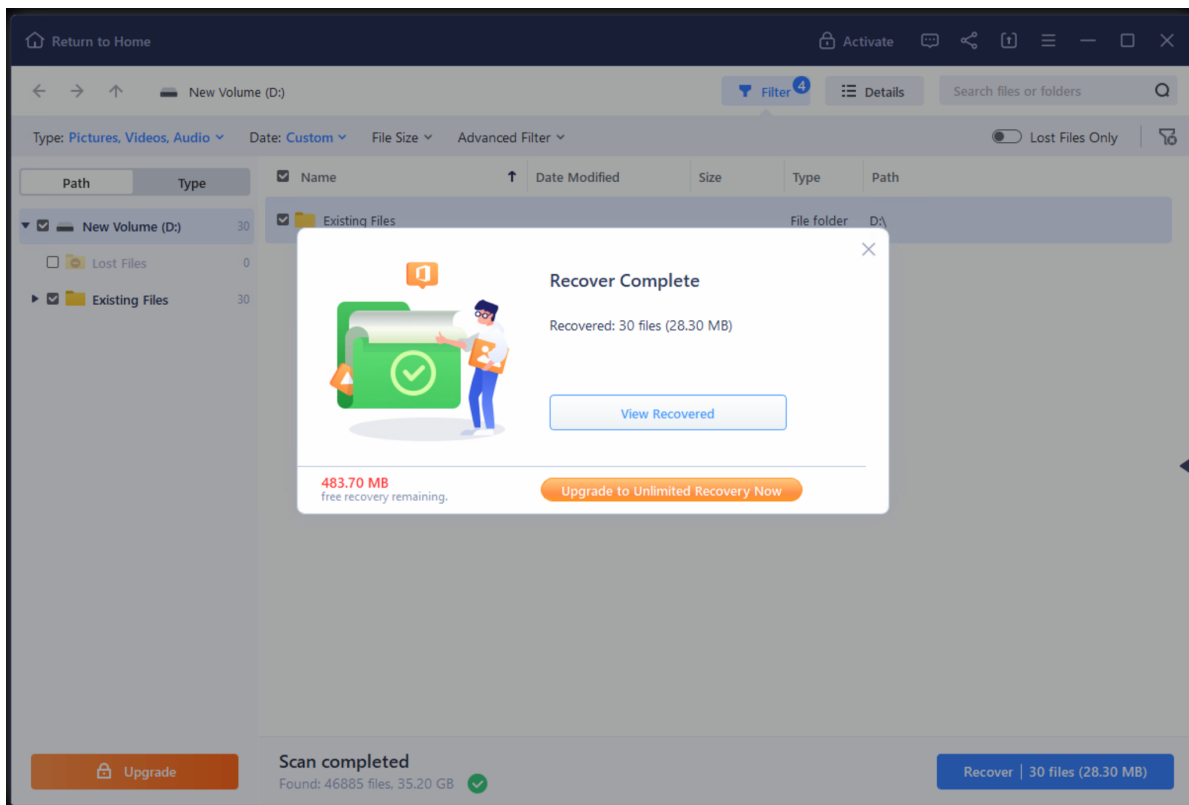 Return to Home
Activate
New Volume (D:)
Filter 4
Details
Search files or folders
Type: Pictures, Videos, Audio
Date: Custom
File Size
Advanced Filter
Lost Files Only
Path
Type
Name
Date Modified
Size
Type
Path
New Volume (D:) 30
Lost Files 0
Existing Files 30
Existing Files
File folder
D:\
Recover Complete
Recovered: 30 files (28.30 MB)
View Recovered
483.70 MB
free recovery remaining.
Upgrade to Unlimited Recovery Now
Upgrade
Scan completed
Found: 46885 files, 35.20 GB
Recover | 30 files (28.30 MB)